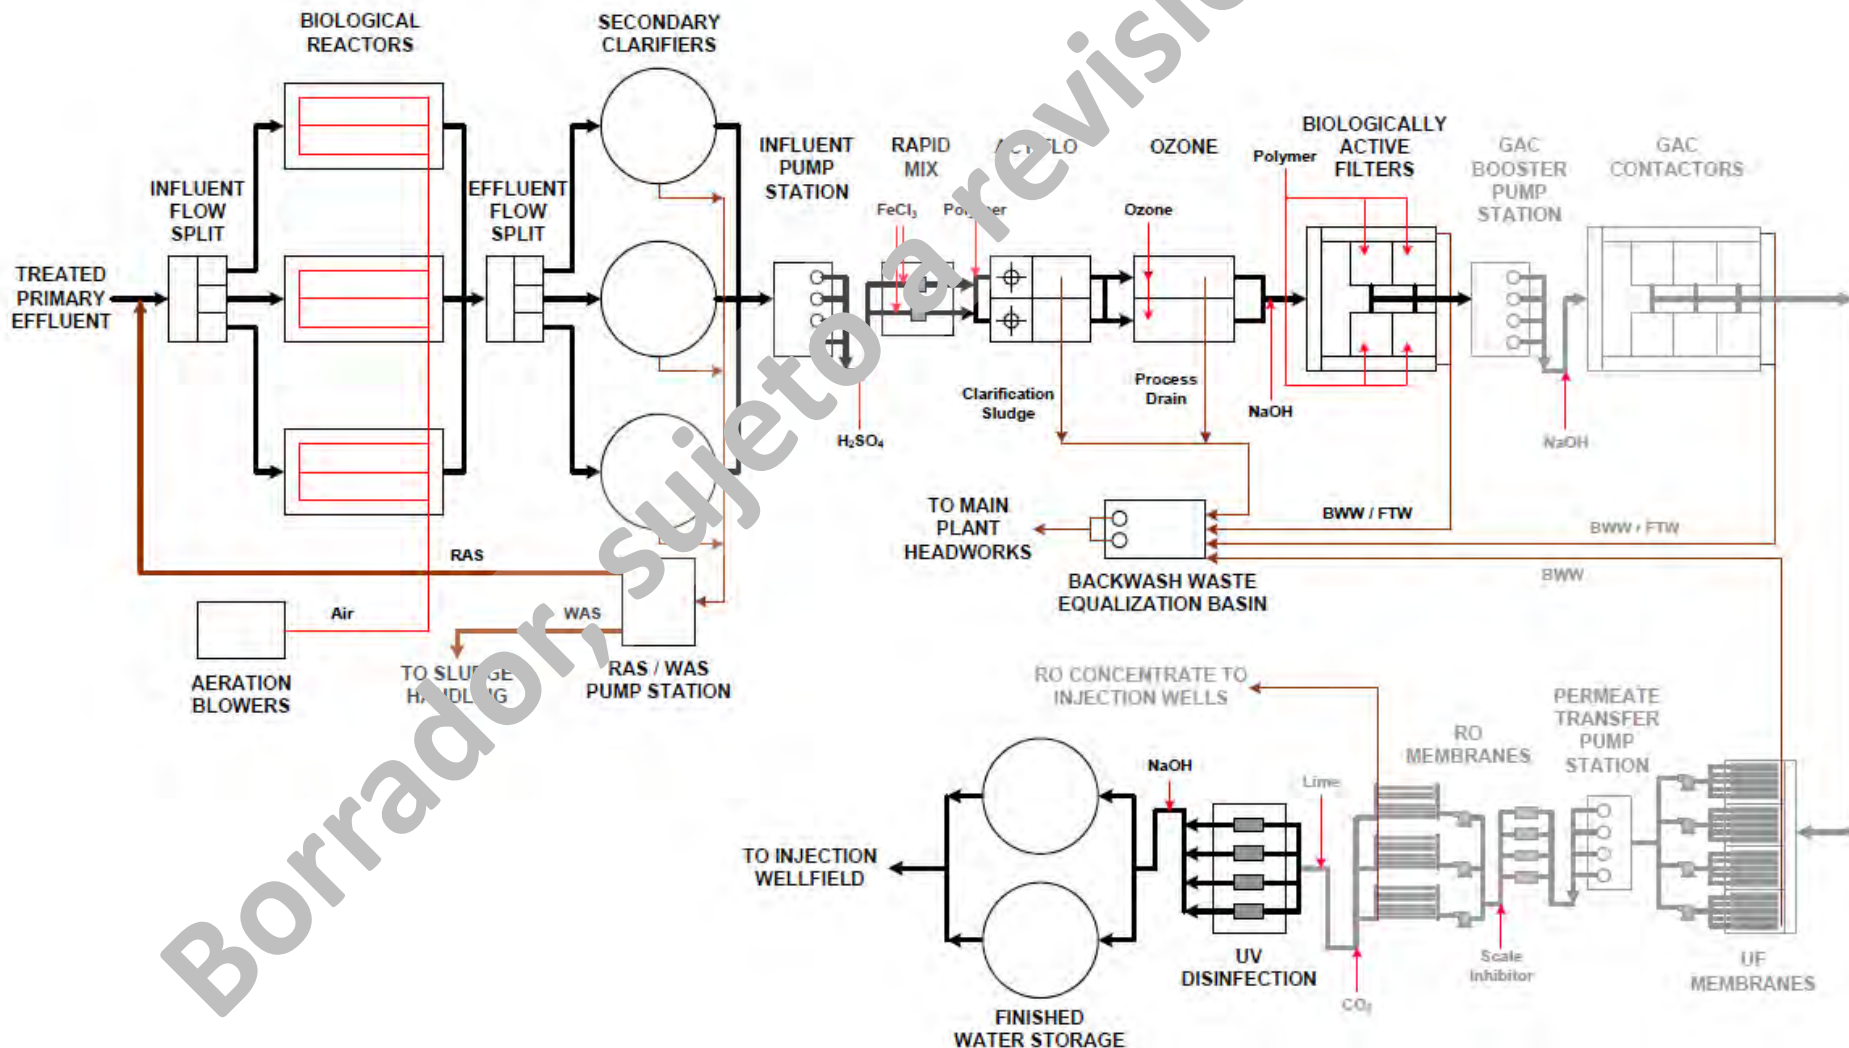 BIOLOGICAL
REACTORS
SECONDARY
CLARIFIERS
INFLUENT
FLOW
SPLIT
EFFLUENT
FLOW
SPLIT
TREATED
PRIMARY
EFFLUENT
INFLUENT
PUMP
STATION
RAPID
MIX
OZONE
BIOLOGICALLY
ACTIVE
FILTERS
GAC
BOOSTER
PUMP
STATION
GAC
CONTACTORS
FeCl₃
Ozone
Polymer
H₂SO₄
Clarification
Sludge
Process
Drain
NaOH
NaOH
TO MAIN
PLANT
HEADWORKS
BWW / FTW
BWW / FTW
BWW
BACKWASH WASTE
EQUALIZATION BASIN
RAS
Air
WAS
AERATION
BLOWERS
TO SLUDGE
HANDLING
RAS / WAS
PUMP STATION
RO CONCENTRATE TO
INJECTION WELLS
RO
MEMBRANES
PERMEATE
TRANSFER
PUMP
STATION
NaOH
Lime
TO INJECTION
WELLFIELD
UV
DISINFECTION
CO₂
Scale
Inhibitor
UF
MEMBRANES
FINISHED
WATER STORAGE
Borrador, sujeto a